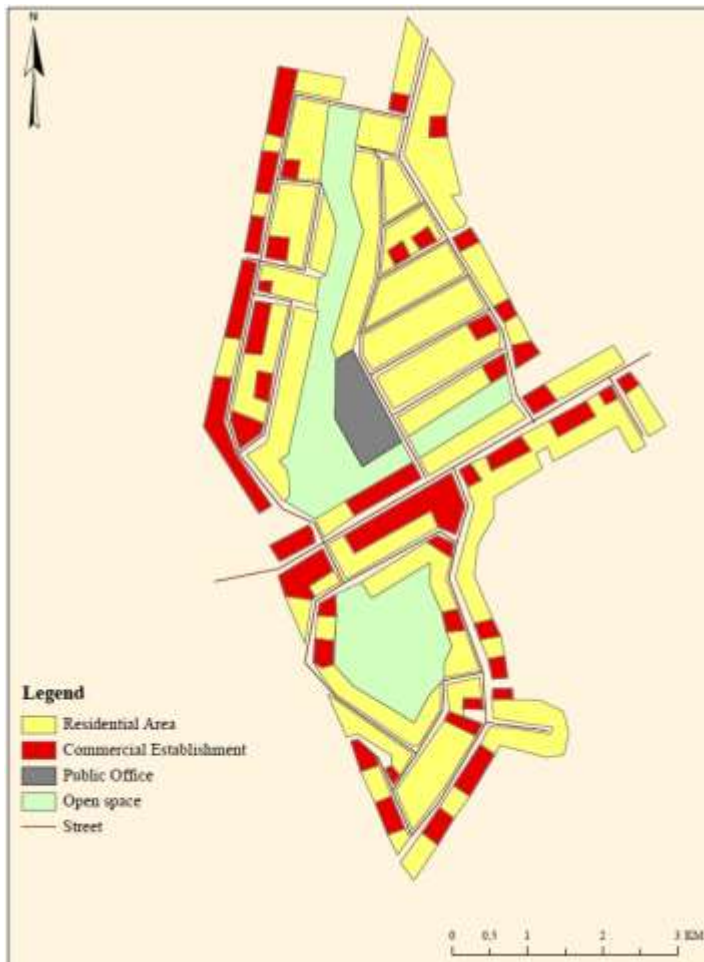 N
Legend
Residential Area
Commercial Establishment
Public Office
Open space
Street
0 0.5 1 2 3 KM